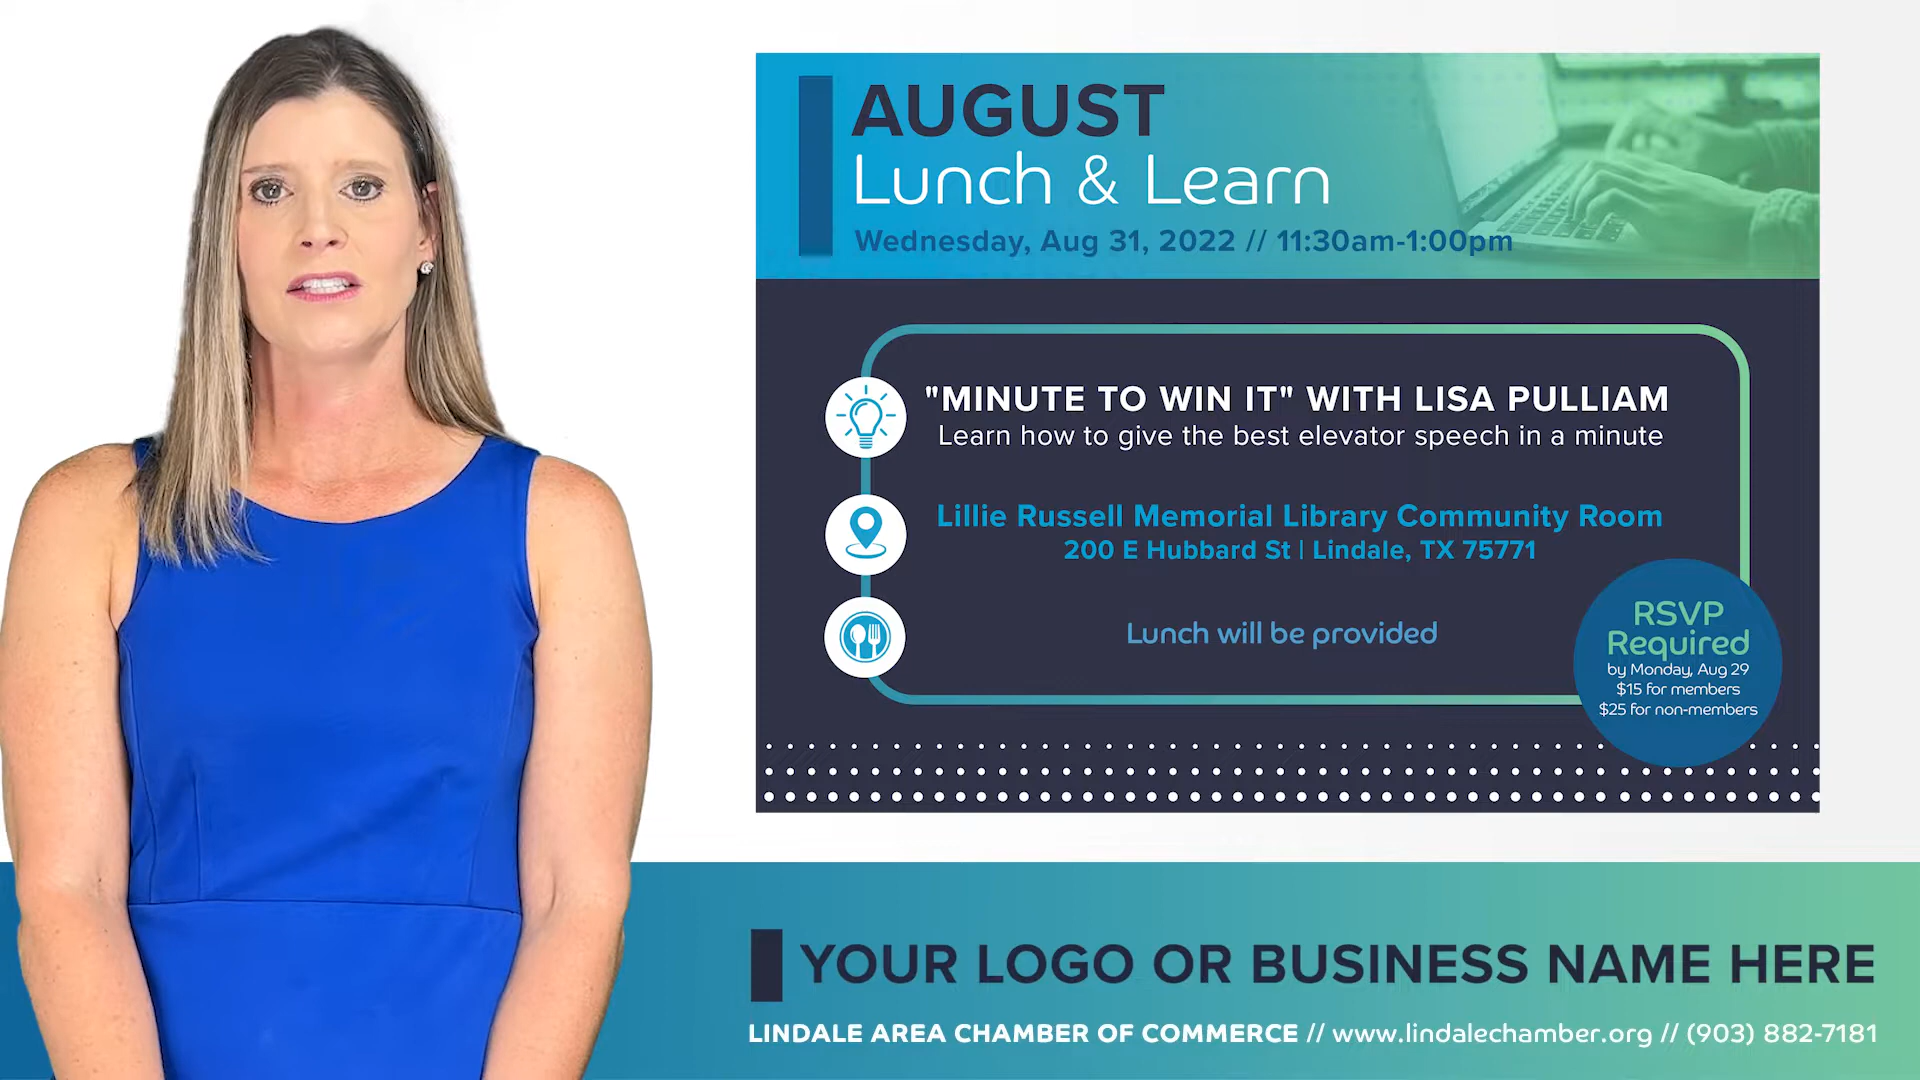 AUGUST
Lunch & Learn
Wednesday, Aug 31, 2022 // 11:30am-1:00pm
"MINUTE TO WIN IT" WITH LISA PULLIAM
Learn how to give the best elevator speech in a minute
Lillie Russell Memorial Library Community Room
200 E Hubbard St | Lindale, TX 75771
Lunch will be provided
RSVP
Required
by Monday, Aug 29
$15 for members
$25 for non-members
YOUR LOGO OR BUSINESS NAME HERE
LINDALE AREA CHAMBER OF COMMERCE // www.lindalechamber.org // (903) 882-7181